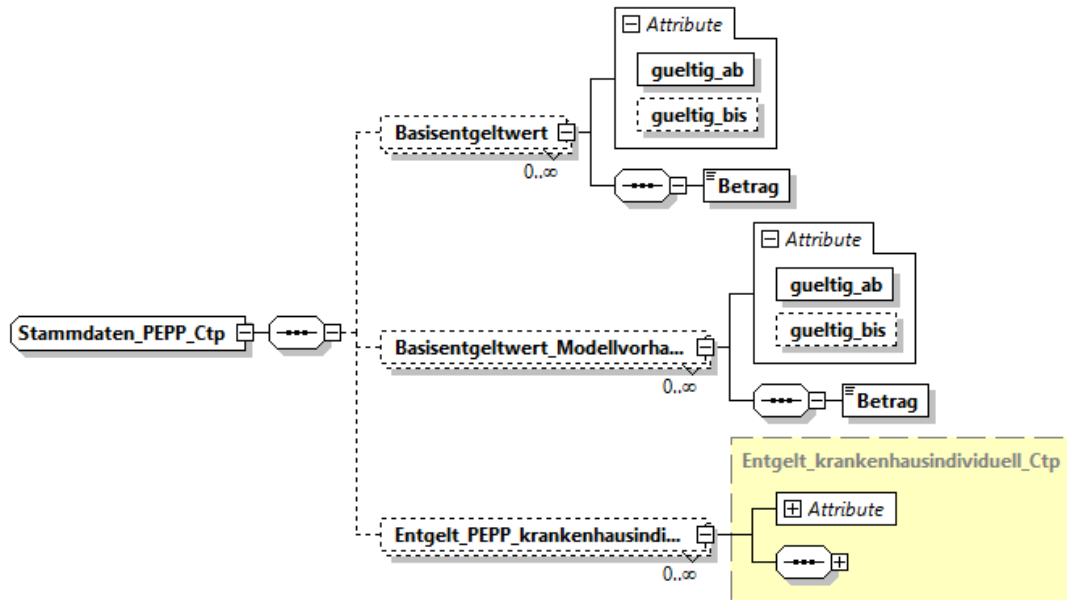 Attribute
gueltig_ab
gueltig_bis
Basisentgeltwert
0..∞
Betrag
Attribute
gueltig_ab
gueltig_bis
Stammdaten_PEPP_Ctp
Basisentgeltwert_Modellvorha...
0..∞
Betrag
Entgelt_krankenhausindividuell_Ctp
Attribute
Entgelt_PEPP_krankenhausindi...
0..∞